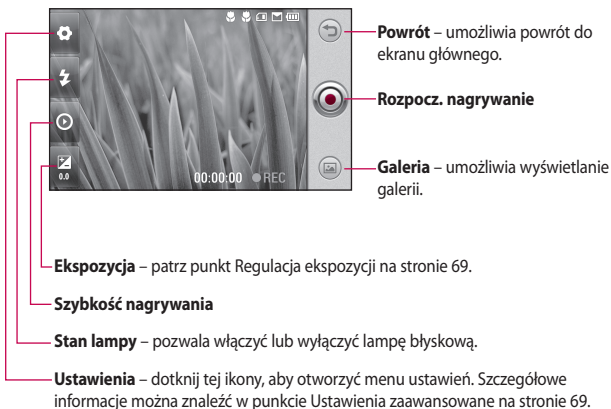 Powrót – umożliwia powrót do
ekranu głównego.
Rozpocz. nagrywanie
0.0
00:00:00 REC
Galeria – umożliwia wyświetlanie
galerii.
Ekspozycja – patrz punkt Regulacja ekspozycji na stronie 69.
Szybkość nagrywania
Stan lampy – pozwala włączyć lub wyłączyć lampę błyskową.
Ustawienia – dotknij tej ikony, aby otworzyć menu ustawień. Szczegółowe
informacje można znaleźć w punkcie Ustawienia zaawansowane na stronie 69.